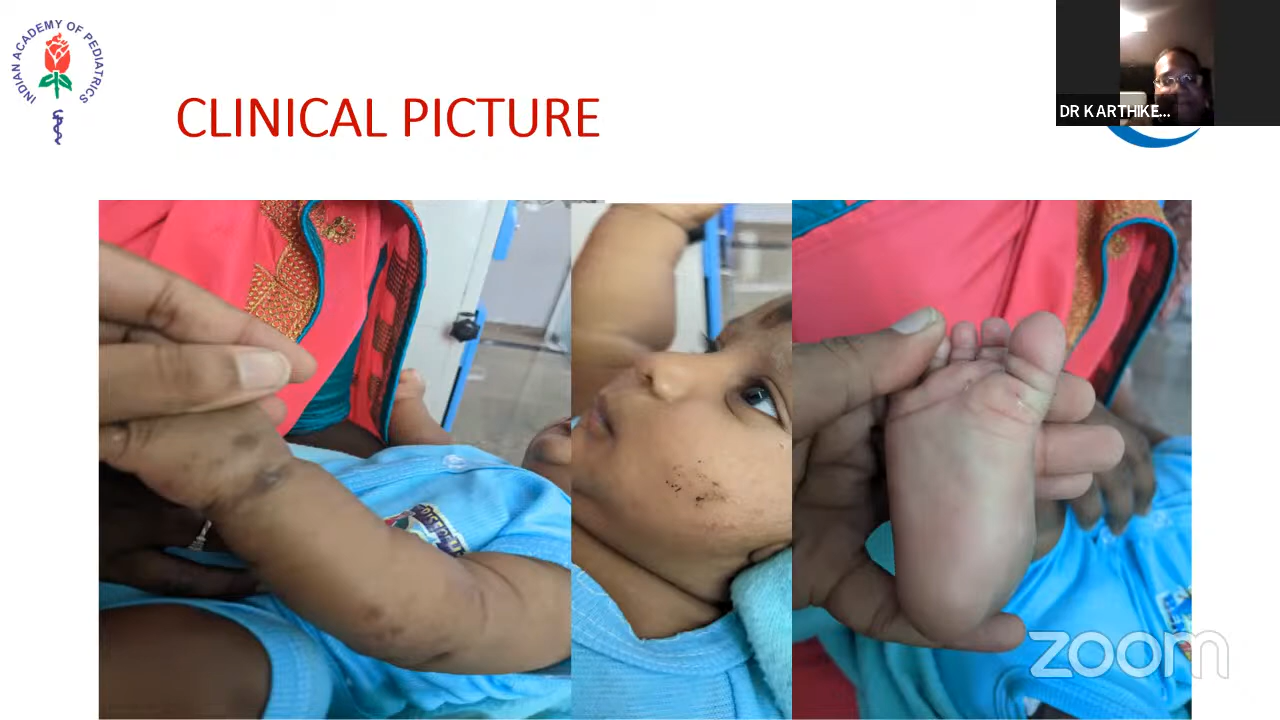 INDIAN ACADEMY OF PEDIATRICS
CLINICAL PICTURE
DR KARTHIKE...
zoom